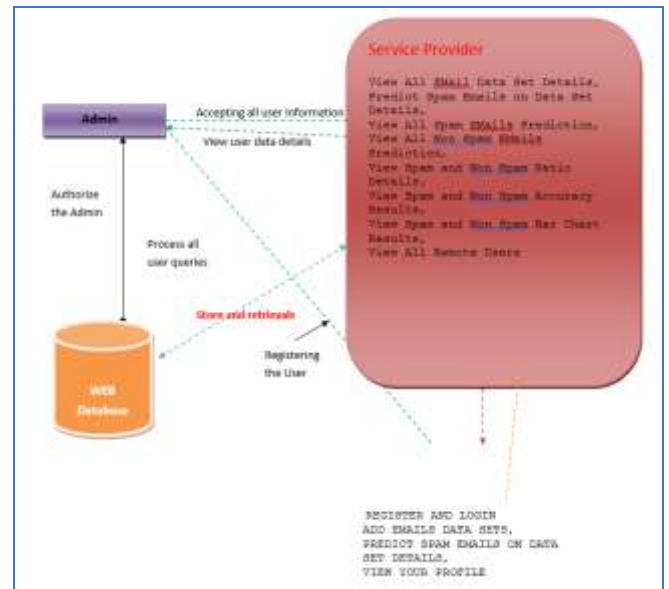 Service Provider
View All EMail Data Set Details,
Predict Spam Emails on Data Set
Details,
View All Spam EMails Prediction,
View All Non Spam EMails
Prediction,
View Spam and Non Spam Ratio
Details,
View Spam and Non Spam Accuracy
Results,
View Spam and Non Spam Bar Chart
Results,
View All Remote Users
Admin
Accepting all user information
View user data details
Authorize
the Admin
Process all
user queries
Store and retrievals
Registering
the User
WEB
Database
REGISTER AND LOGIN
ADD EMAILS DATA SETS,
PREDICT SPAM EMAILS ON DATA
SET DETAILS,
VIEW YOUR PROFILE